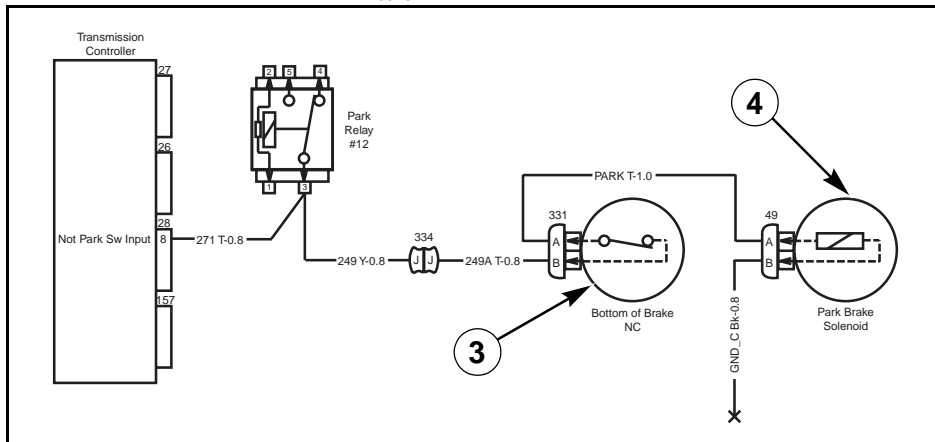 Transmission
Controller
27
26
28
8
157
Not Park Sw Input
271 T-0.8
2
5
4
1
3
Park
Relay
#12
249 Y-0.8
334
J
J
249A T-0.8
PARK T-1.0
331
A
B
Bottom of Brake
NC
3
49
A
B
Park Brake
Solenoid
4
GND_C Bk-0.8